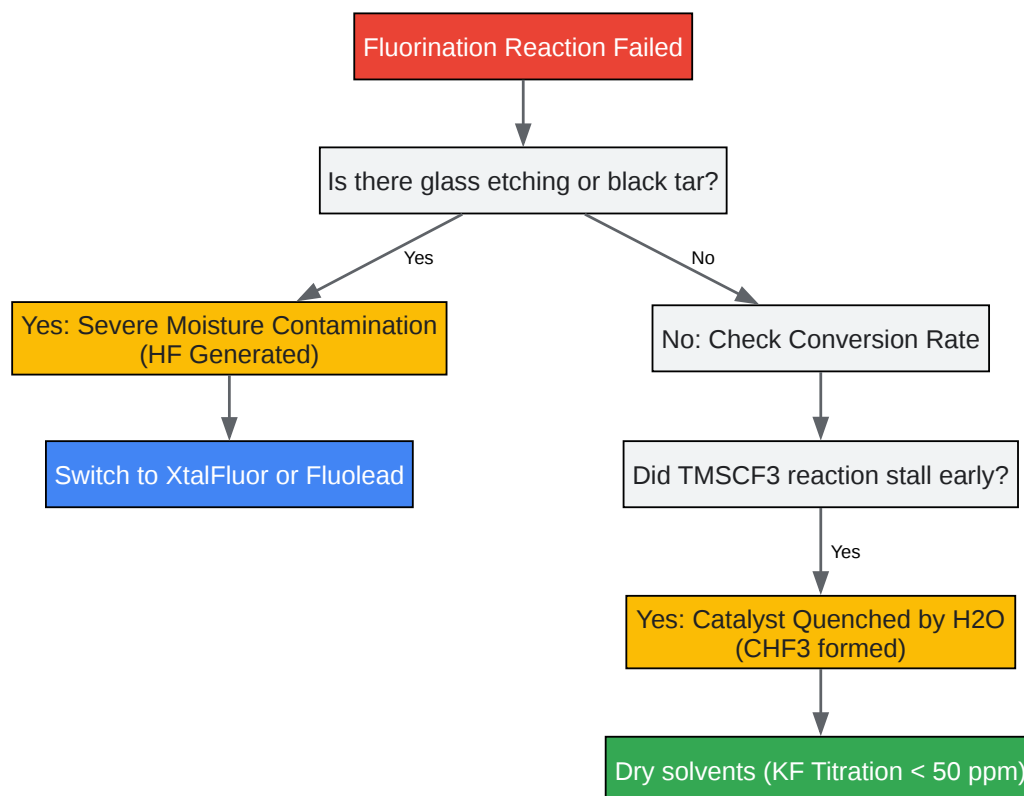 Fluorination Reaction Failed
Is there glass etching or black tar?
Yes
No
Yes: Severe Moisture Contamination
(HF Generated)
No: Check Conversion Rate
Switch to XtalFluor or Fluolead
Did TMSCF3 reaction stall early?
Yes
Yes: Catalyst Quenched by H2O
(CHF3 formed)
Dry solvents (KF Titration < 50 ppm)